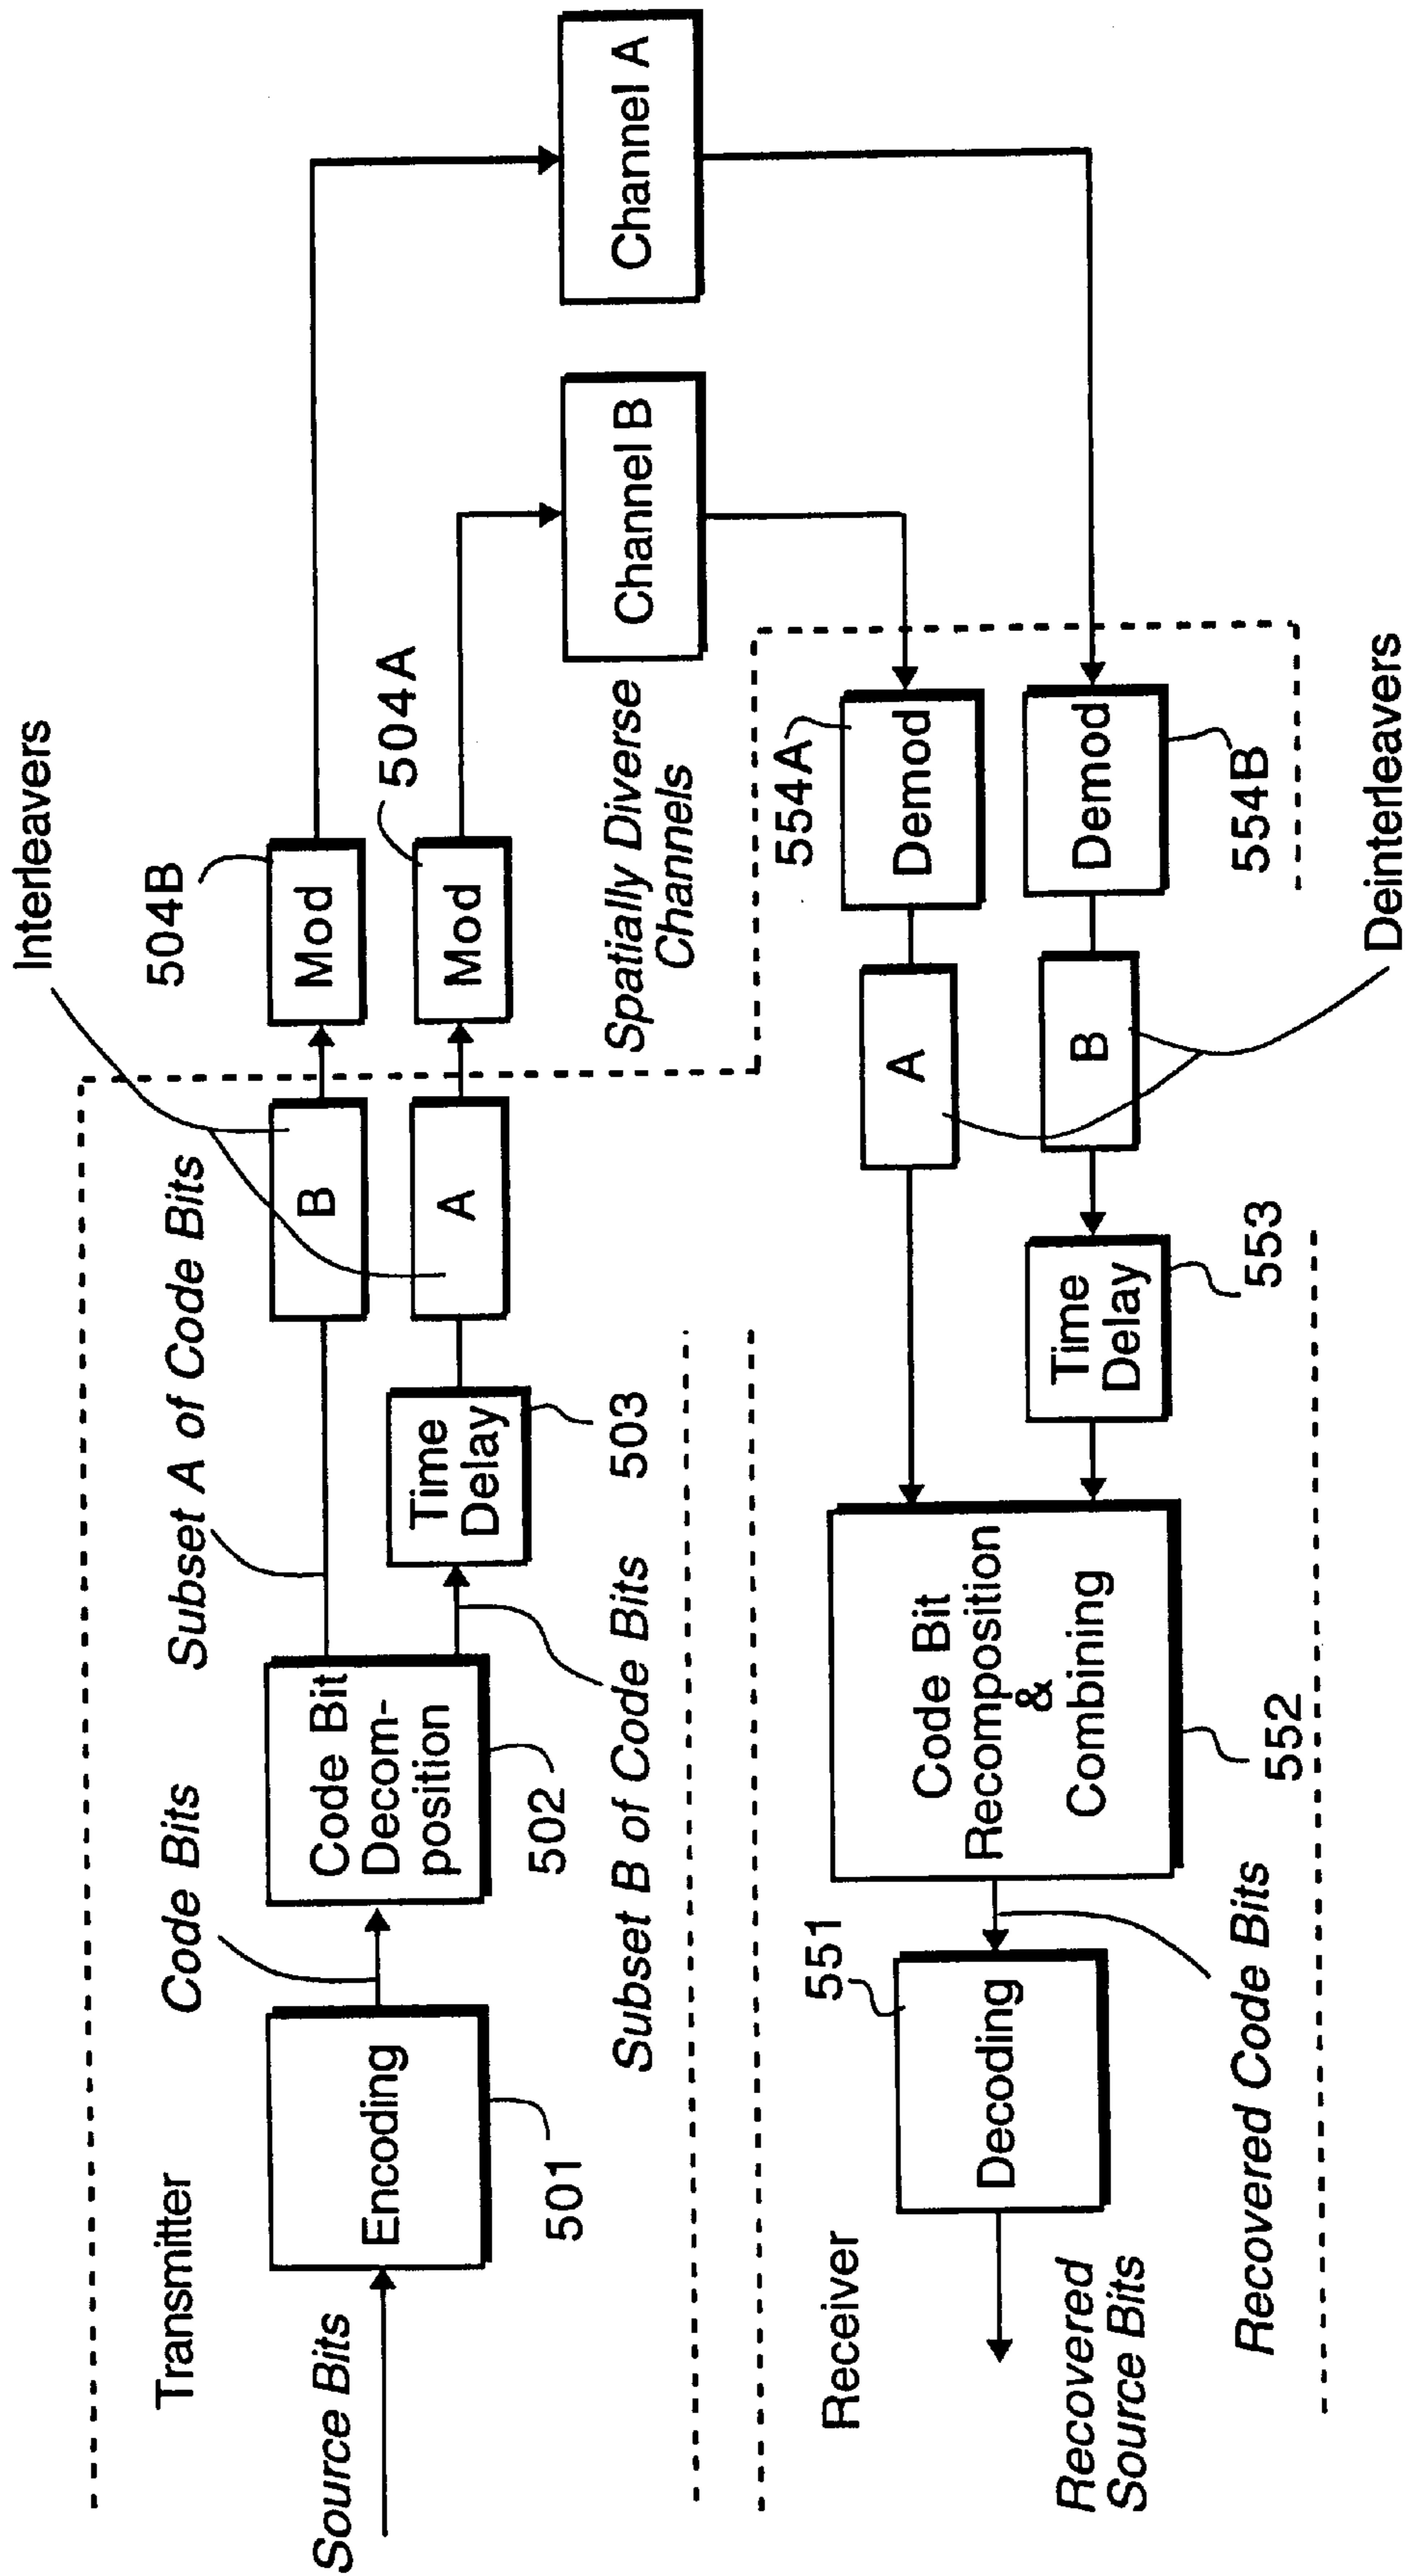 Transmitter
Source Bits
Encoding
501
Code Bits
Code Bit
Decom-
position
502
Subset A of Code Bits
Subset B of Code Bits
Time
Delay
503
Interleavers
B
A
504B
Mod
504A
Mod
Spatially Diverse
Channels
Channel B
Channel A
Receiver
Recovered
Source Bits
551
Decoding
Recovered Code Bits
Code Bit
Recomposition
&
Combining
552
Time
Delay
553
A
B
Deinterleavers
554A
Demod
Demod
554B